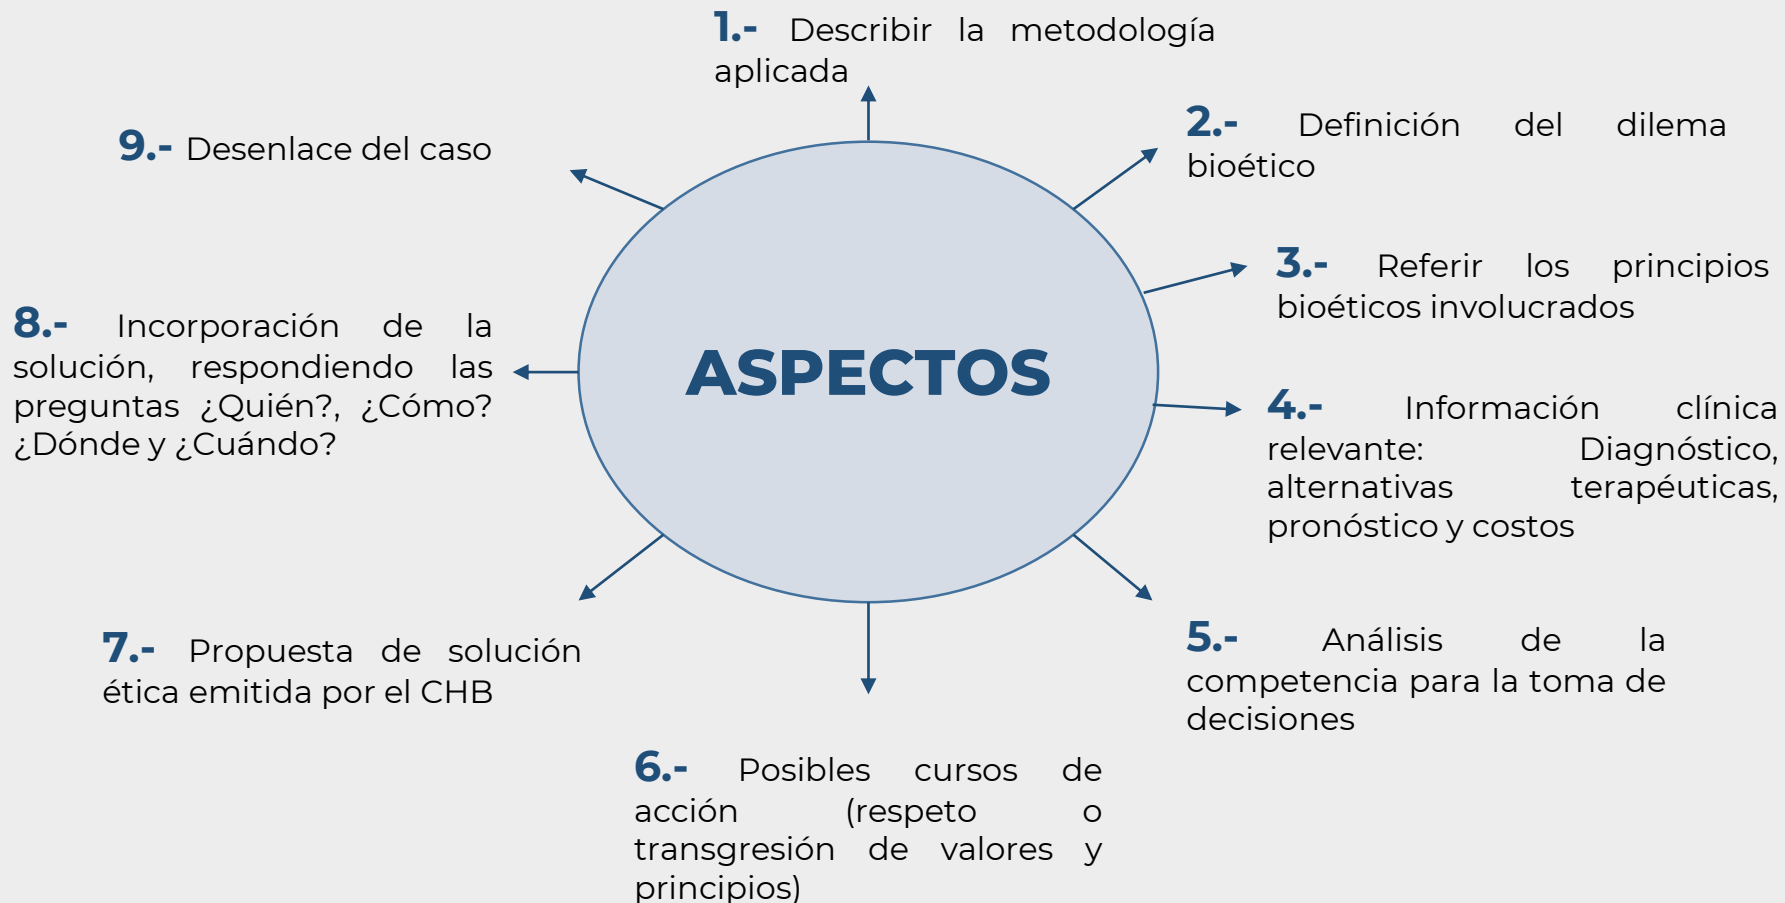 1.- Describir la metodología
aplicada
2.- Definición del dilema
bioético
3.- Referir los principios
bioéticos involucrados
4.- Información clínica
relevante: Diagnóstico,
alternativas terapéuticas,
pronóstico y costos
5.- Análisis de la
competencia para la toma de
decisiones
6.- Posibles cursos de
acción (respeto o
transgresión de valores y
principios)
7.- Propuesta de solución
ética emitida por el CHB
8.- Incorporación de la
solución, respondiendo las
preguntas ¿Quién?, ¿Cómo?
¿Dónde y ¿Cuándo?
9.- Desenlace del caso
ASPECTOS